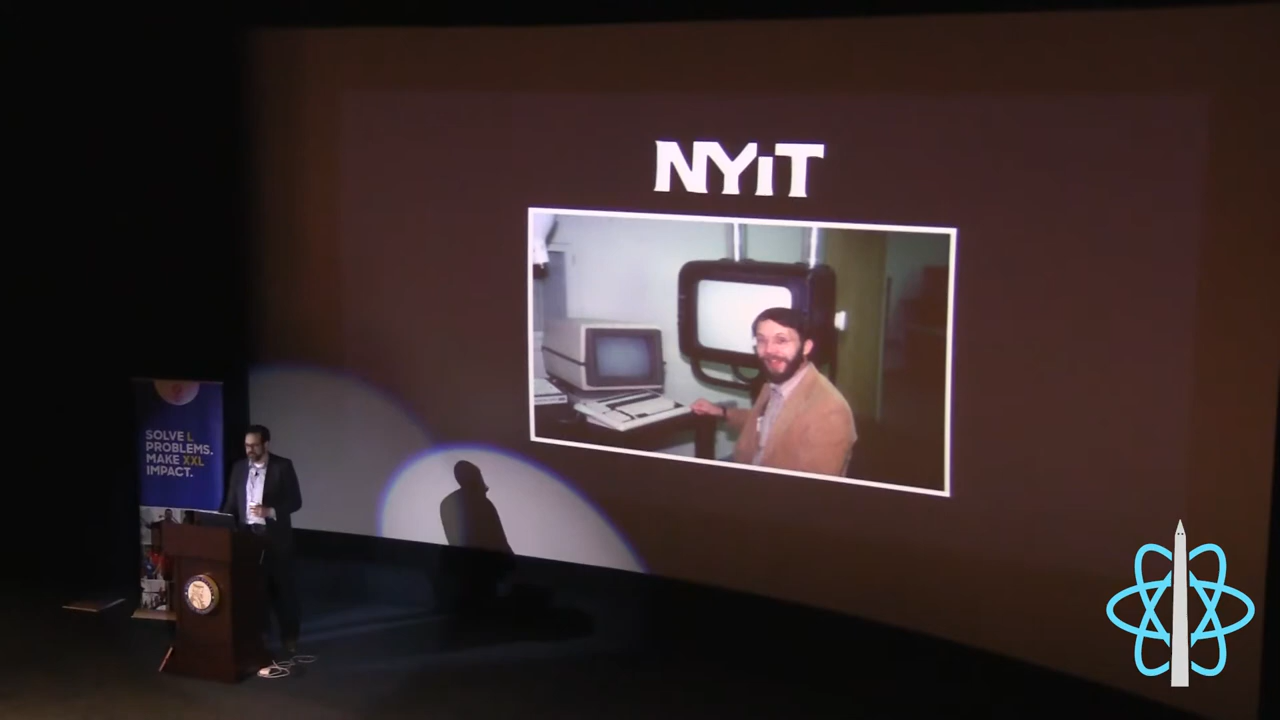 NYiT
SOLVE L
PROBLEMS.
MAKE XXL
IMPACT.